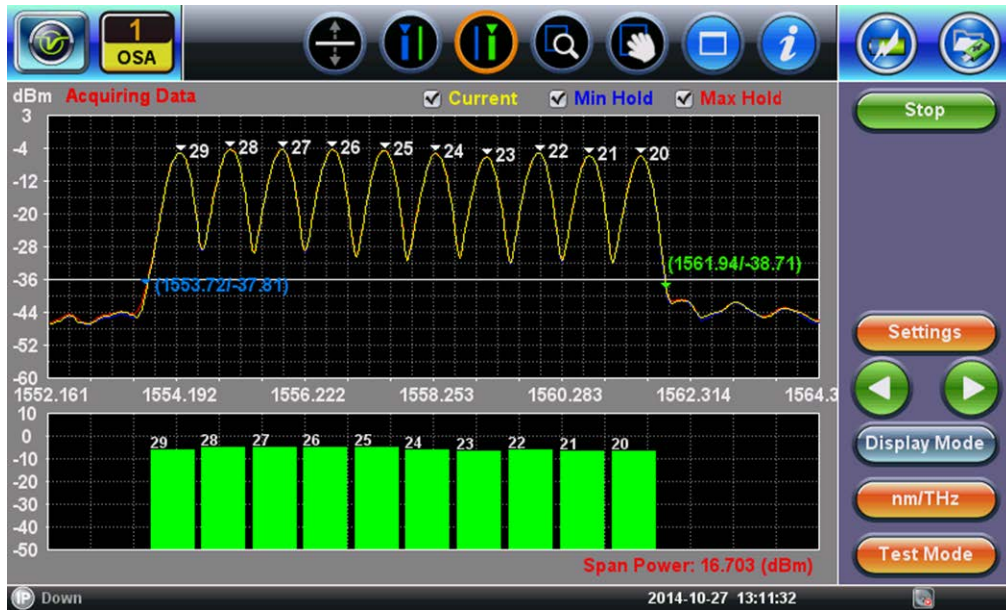 1
OSA
dBm Acquiring Data Current Min Hold Max Hold
Stop
3
-4
-12
-20
-28
-36
-44
-52
-60
29 28 27 26 25 24 23 22 21 20
(1553.72/-37.81)
(1561.94/-38.71)
1552.161 1554.192 1556.222 1558.253 1560.283 1562.314 1564.3
Settings
10
0
-10
-20
-30
-40
-50
29 28 27 26 25 24 23 22 21 20
Span Power: 16.703 (dBm)
Display Mode
nm/THz
Test Mode
IP Down
2014-10-27 13:11:32